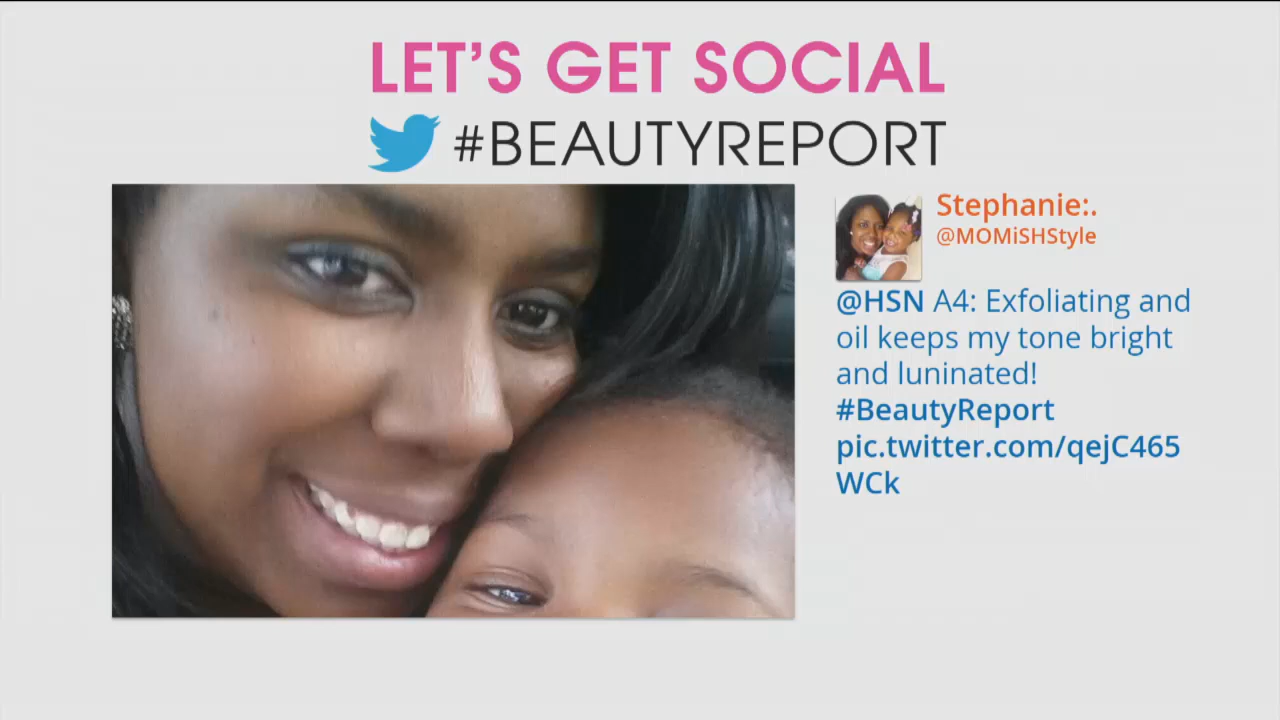 LET'S GET SOCIAL
#BEAUTYREPORT
Stephanie:.
@MOMiSHStyle
@HSN A4: Exfoliating and
oil keeps my tone bright
and luninated!
#BeautyReport
pic.twitter.com/qejC465
WCk